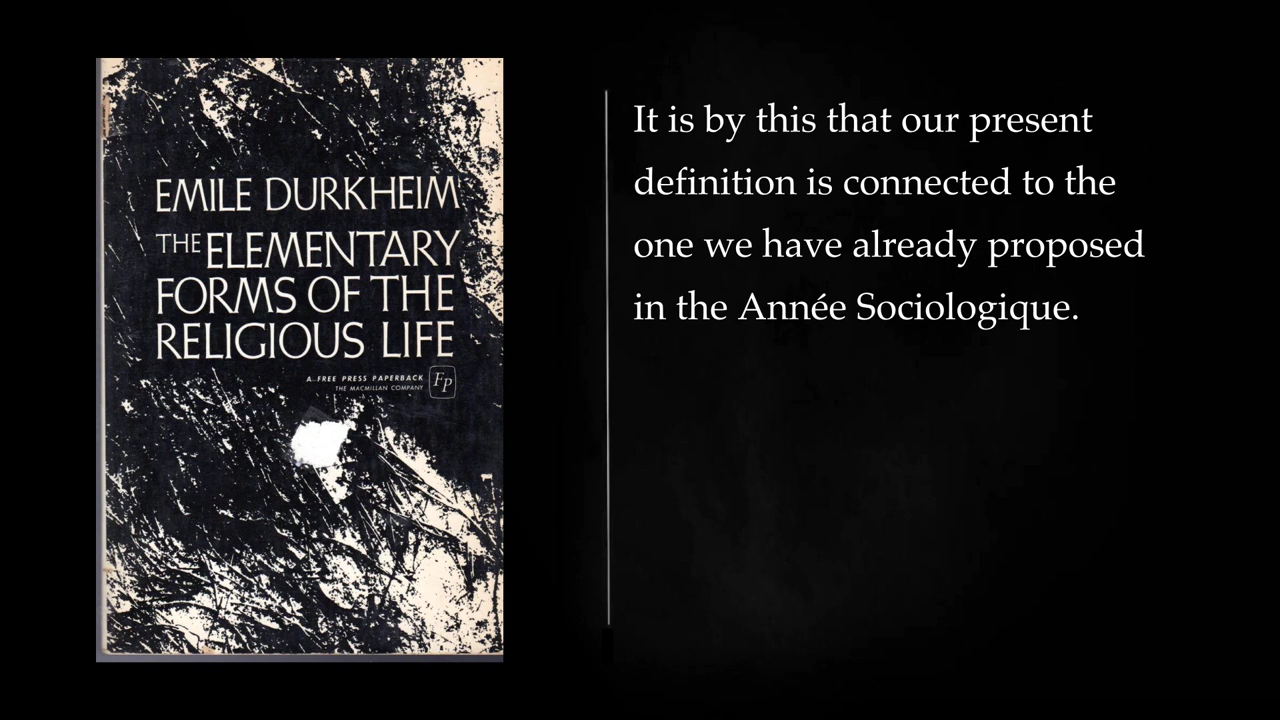 EMILE DURKHEIM
THE ELEMENTARY
FORMS OF THE
RELIGIOUS LIFE
A FREE PRESS PAPERBACK
THE MACMILLAN COMPANY
FP
It is by this that our present
definition is connected to the
one we have already proposed
in the Année Sociologique.